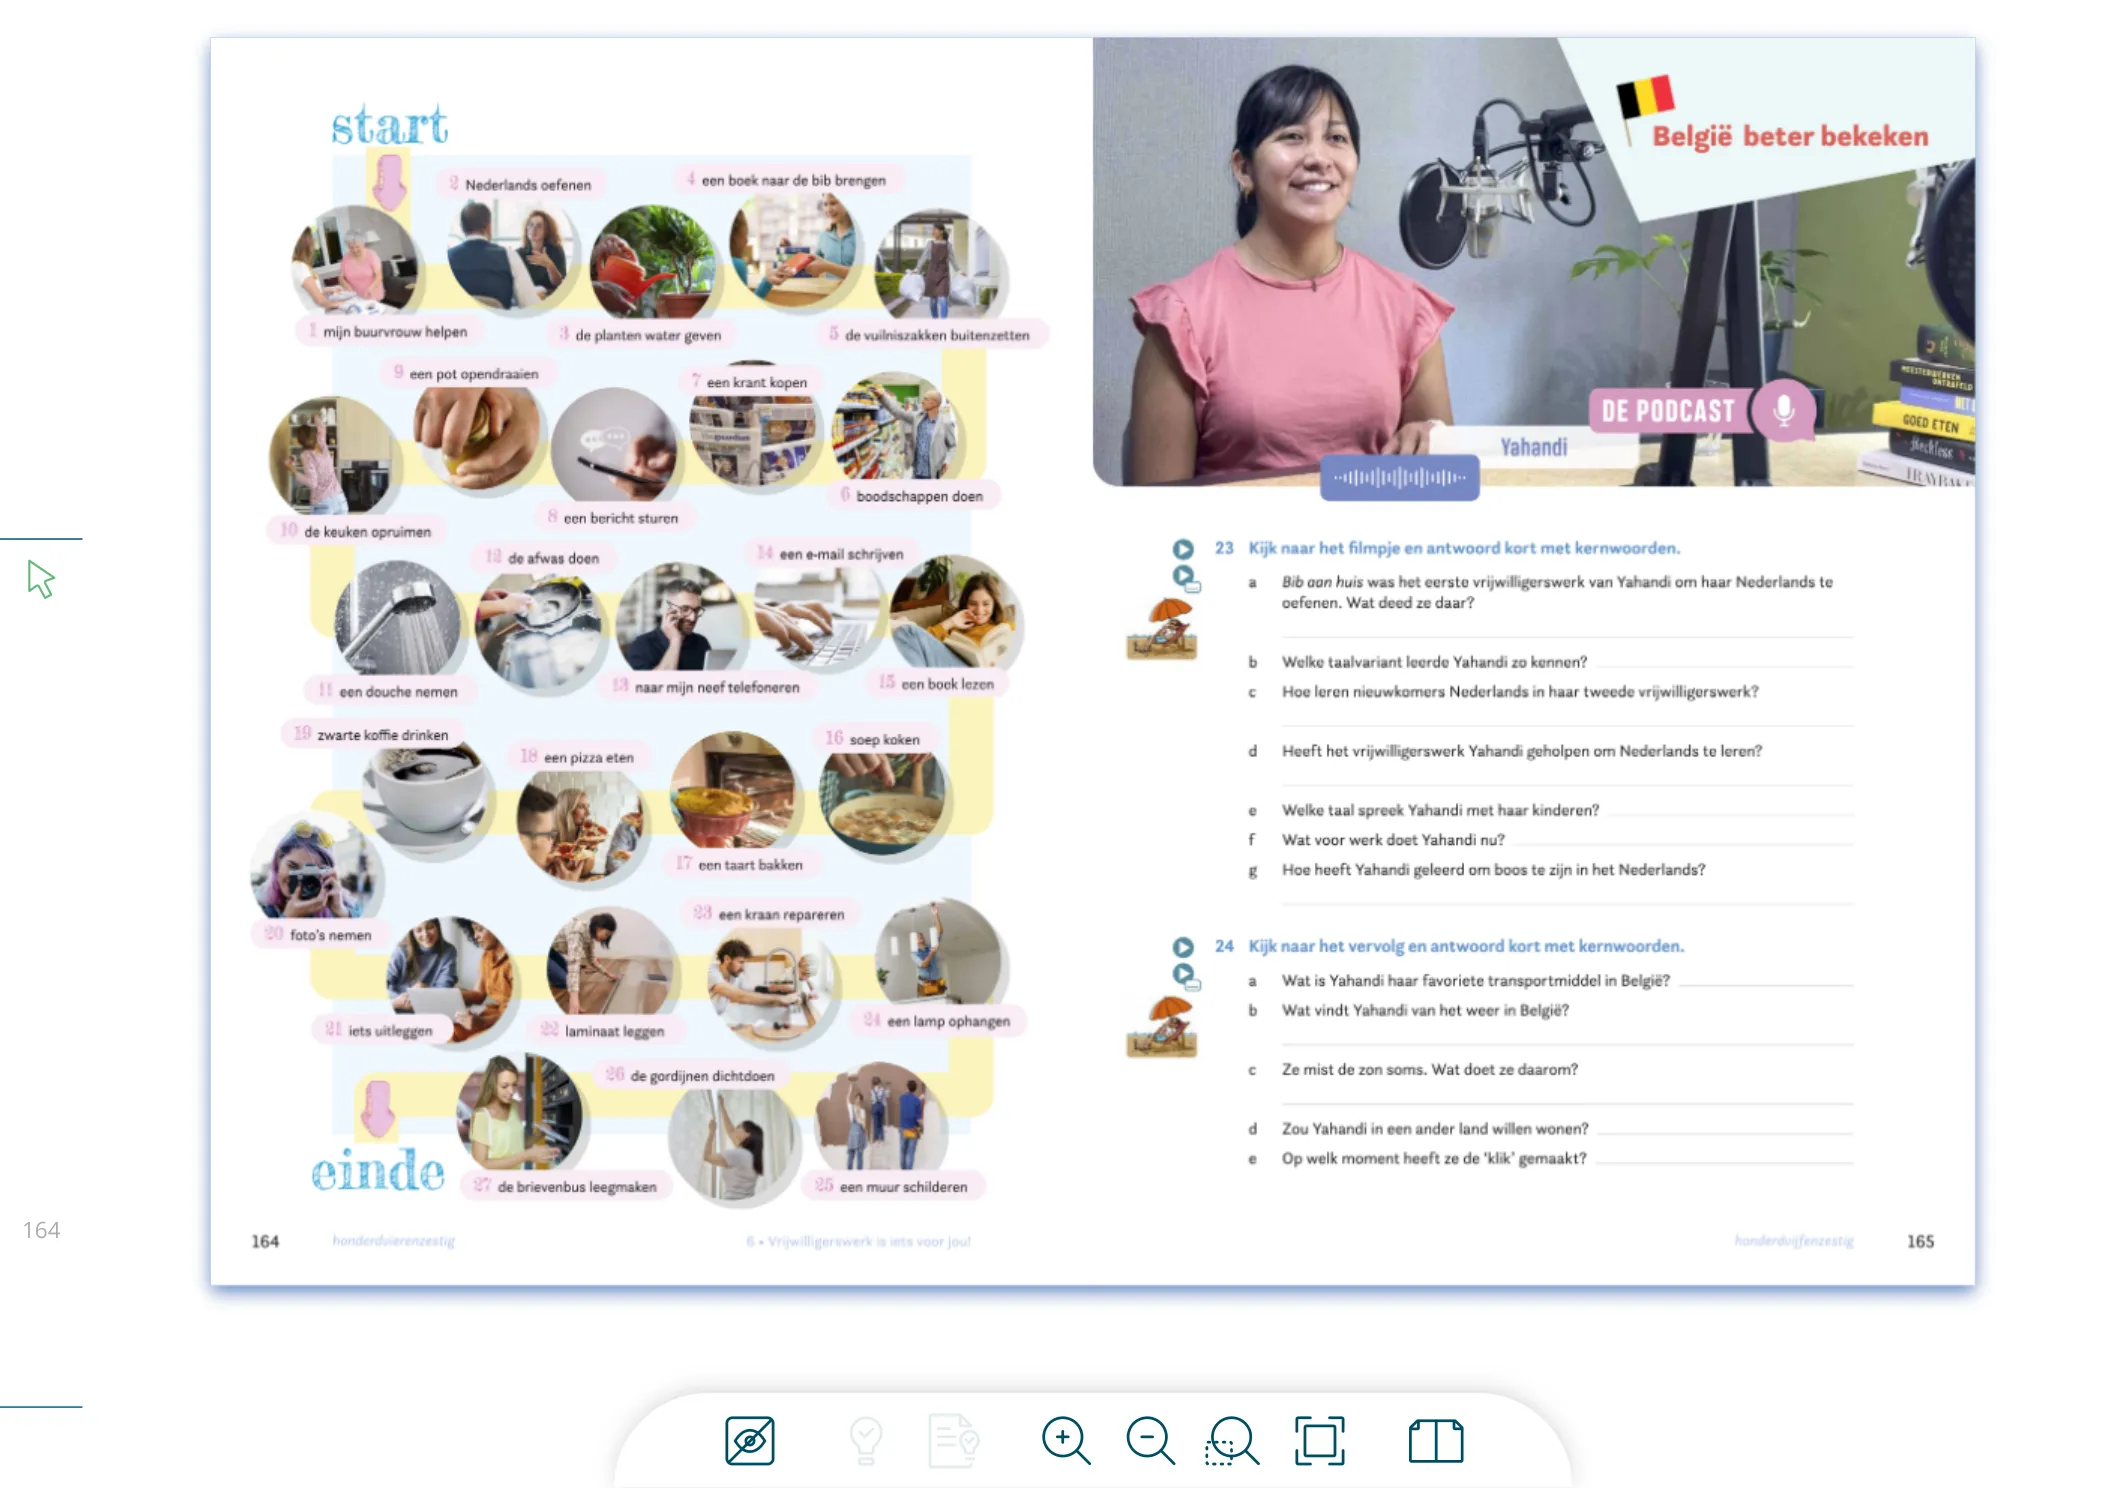 start
2 Nederlands oefenen
4 een boek naar de bib brengen
1 mijn buurvrouw helpen
3 de planten water geven
5 de vuilniszakken buitenzetten
9 een pot opendraaien
7 een krant kopen
6 boodschappen doen
8 een bericht sturen
10 de keuken opruimen
12 de afwas doen
14 een e-mail schrijven
11 een douche nemen
13 naar mijn neef telefoneren
15 een boek lezen
19 zwarte koffie drinken
18 een pizza eten
16 soep koken
17 een taart bakken
20 foto's nemen
23 een kraan repareren
21 iets uitleggen
22 laminaat leggen
24 een lamp ophangen
26 de gordijnen dichtdoen
einde
27 de brievenbus leegmaken
25 een muur schilderen
164 honderdvierenzestig
6 • Vrijwilligerswerk is iets voor jou!
België beter bekeken
DE PODCAST
Yahandi
MEESTERWERKEN
ONTRAFELD
GOED ETEN
23 Kijk naar het filmpje en antwoord kort met kernwoorden.
a Bib aan huis was het eerste vrijwilligerswerk van Yahandi om haar Nederlands te
oefenen. Wat deed ze daar?
b Welke taalvariant leerde Yahandi zo kennen?
c Hoe leren nieuwkomers Nederlands in haar tweede vrijwilligerswerk?
d Heeft het vrijwilligerswerk Yahandi geholpen om Nederlands te leren?
e Welke taal spreek Yahandi met haar kinderen?
f Wat voor werk doet Yahandi nu?
g Hoe heeft Yahandi geleerd om boos te zijn in het Nederlands?
24 Kijk naar het vervolg en antwoord kort met kernwoorden.
a Wat is Yahandi haar favoriete transportmiddel in België?
b Wat vindt Yahandi van het weer in België?
c Ze mist de zon soms. Wat doet ze daarom?
d Zou Yahandi in een ander land willen wonen?
e Op welk moment heeft ze de 'klik' gemaakt?
honderdvijfenzestig 165
164